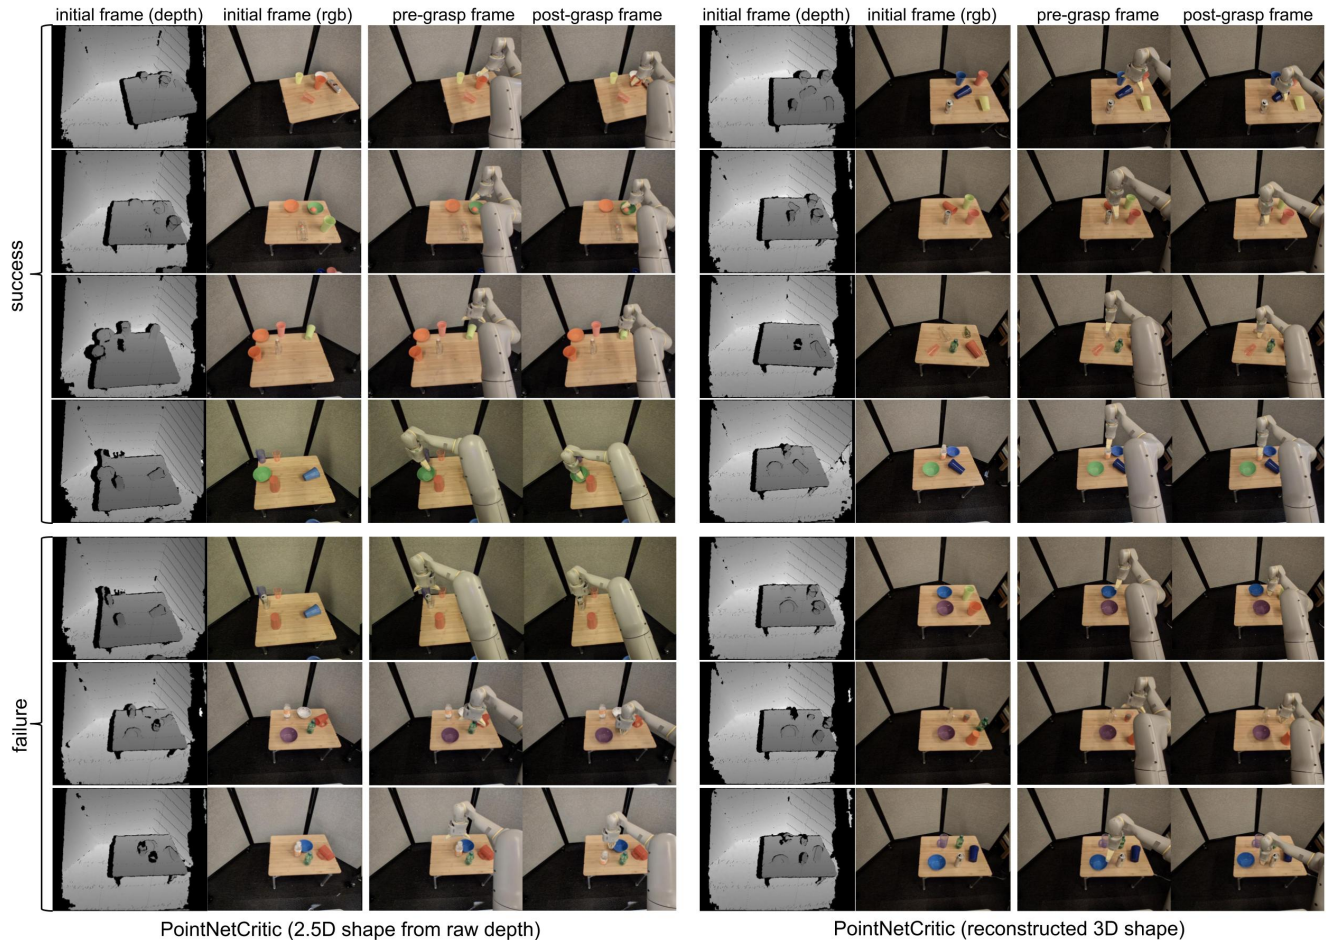 initial frame (depth) initial frame (rgb) pre-grasp frame post-grasp frame initial frame (depth) initial frame (rgb) pre-grasp frame post-grasp frame
success
failure
PointNetCritic (2.5D shape from raw depth) PointNetCritic (reconstructed 3D shape)